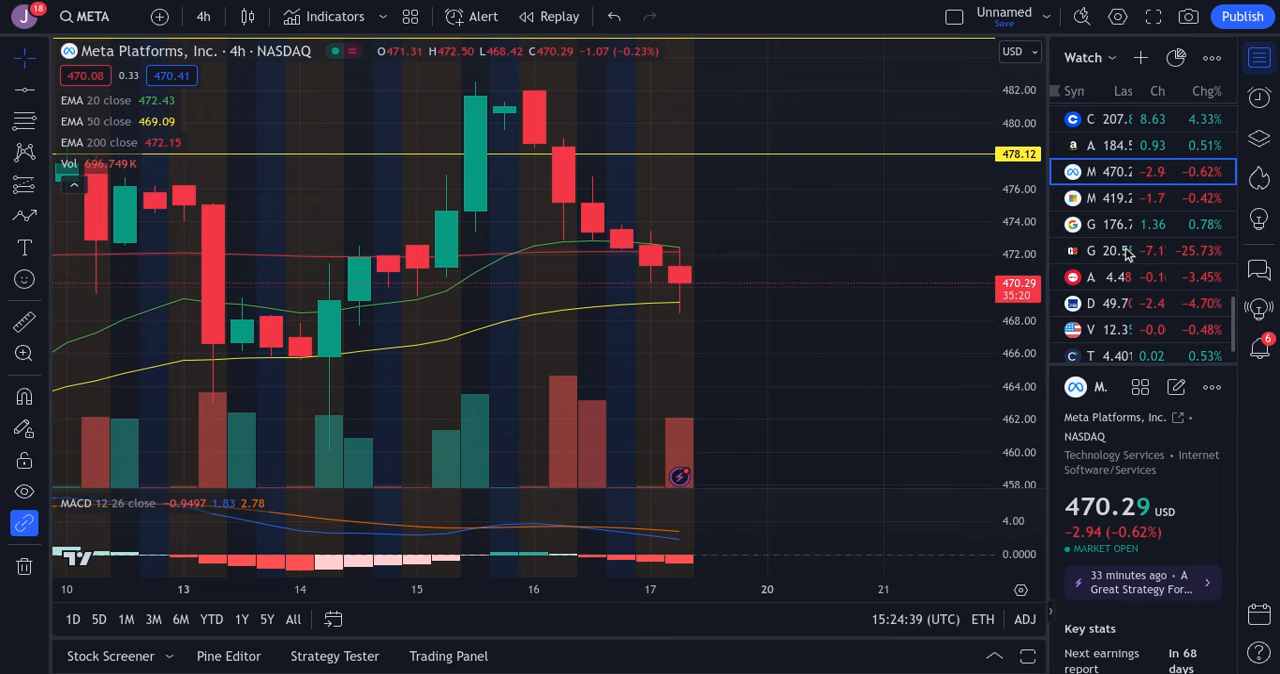 J 18 META 4h Indicators Alert Replay Unnamed Save Publish
Meta Platforms, Inc. · 4h · NASDAQ O471.31 H472.50 L468.42 C470.29 −1.07 (−0.23%) USD
470.08 0.33 470.41
EMA 20 close 472.43
EMA 50 close 469.09
EMA 200 close 472.15
Vol 696.749K
482.00
480.00
478.12
476.00
474.00
472.00
470.29
35:20
468.00
466.00
464.00
462.00
460.00
458.00
MACD 12 26 close −0.9497 1.83 2.78
4.00
0.0000
10 13 14 15 16 17 20 21
1D 5D 1M 3M 6M YTD 1Y 5Y All 15:24:39 (UTC) ETH ADJ
Stock Screener Pine Editor Strategy Tester Trading Panel
Watch
Syn Las Ch Chg%
C 207.8 8.63 4.33%
A 184.5 0.93 0.51%
M 470.2 −2.9 −0.62%
M 419.2 −1.7 −0.42%
G 176.7 1.36 0.78%
G 20.5 −7.1 −25.73%
A 4.48 −0.1 −3.45%
D 49.70 −2.4 −4.70%
V 12.35 −0.0 −0.48%
T 4.401 0.02 0.53%
M.
Meta Platforms, Inc. •
NASDAQ
Technology Services • Internet
Software/Services
470.29 USD
−2.94 (−0.62%)
MARKET OPEN
33 minutes ago • A
Great Strategy For...
Key stats
Next earnings In 68
report days
6